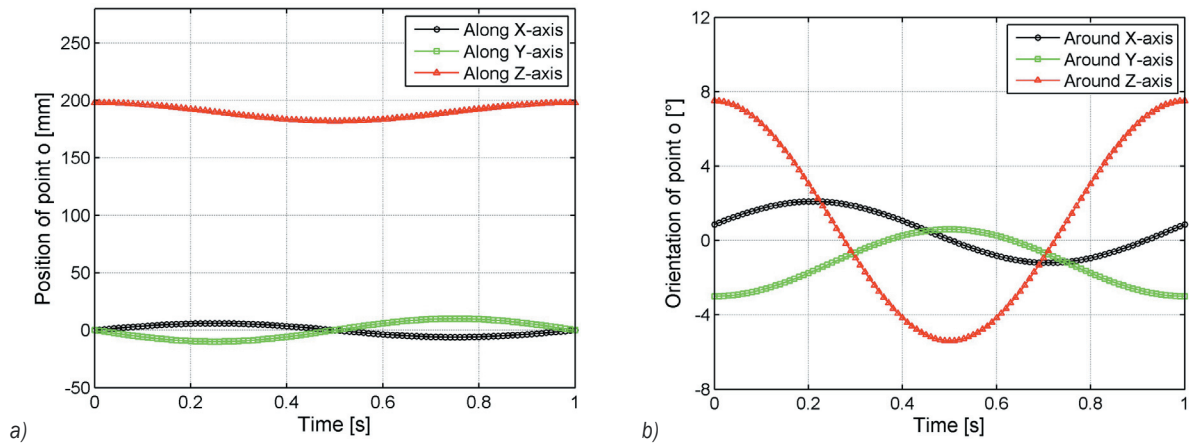 Along X-axis
Along Y-axis
Along Z-axis
250
200
150
100
50
0
-50
0
0.2
0.4
0.6
0.8
1
Position of point o [mm]
Time [s]
a)
Around X-axis
Around Y-axis
Around Z-axis
12
8
4
0
-4
-8
0
0.2
0.4
0.6
0.8
1
Orientation of point o [°]
Time [s]
b)